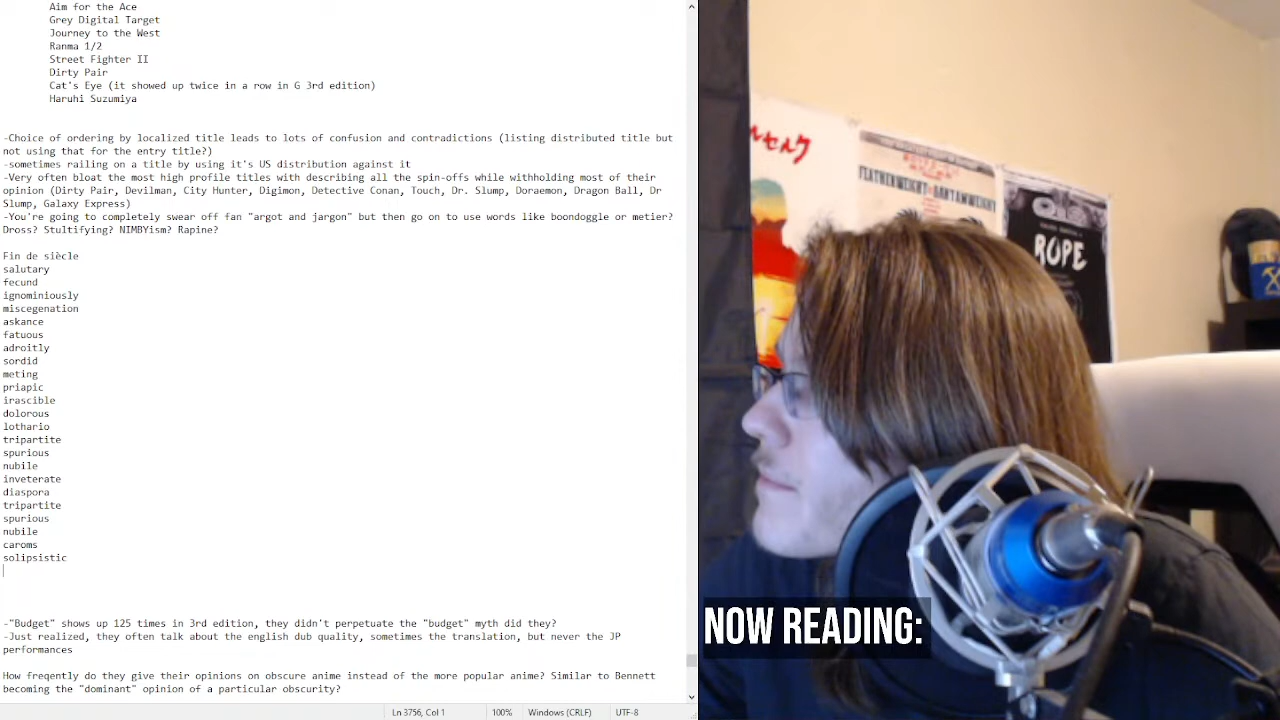 Aim for the Ace
Grey Digital Target
Journey to the West
Ranma 1/2
Street Fighter II
Dirty Pair
Cat's Eye (it showed up twice in a row in G 3rd edition)
Haruhi Suzumiya
-Choice of ordering by localized title leads to lots of confusion and contradictions (listing distributed title but
not using that for the entry title?)
-sometimes railing on a title by using it's US distribution against it
-Very often bloat the most high profile titles with describing all the spin-offs while withholding most of their
opinion (Dirty Pair, Devilman, City Hunter, Digimon, Detective Conan, Touch, Dr. Slump, Doraemon, Dragon Ball, Dr
Slump, Galaxy Express)
-You're going to completely swear off fan "argot and jargon" but then go on to use words like boondoggle or metier?
Dross? Stultifying? NIMBYism? Rapine?
Fin de siècle
salutary
fecund
ignominiously
miscegenation
askance
fatuous
adroitly
sordid
meting
priapic
irascible
dolorous
lothario
tripartite
spurious
nubile
inveterate
diaspora
tripartite
spurious
nubile
caroms
solipsistic
-"Budget" shows up 125 times in 3rd edition, they didn't perpetuate the "budget" myth did they?
-Just realized, they often talk about the english dub quality, sometimes the translation, but never the JP
performances
How freqently do they give their opinions on obscure anime instead of the more popular anime? Similar to Bennett
becoming the "dominant" opinion of a particular obscurity?
Ln 3756, Col 1
100%
Windows (CRLF)
UTF-8
ルセルク
FEATHERWEIGHT
BANTAMWEIGHT
ROPE
NOW READING: